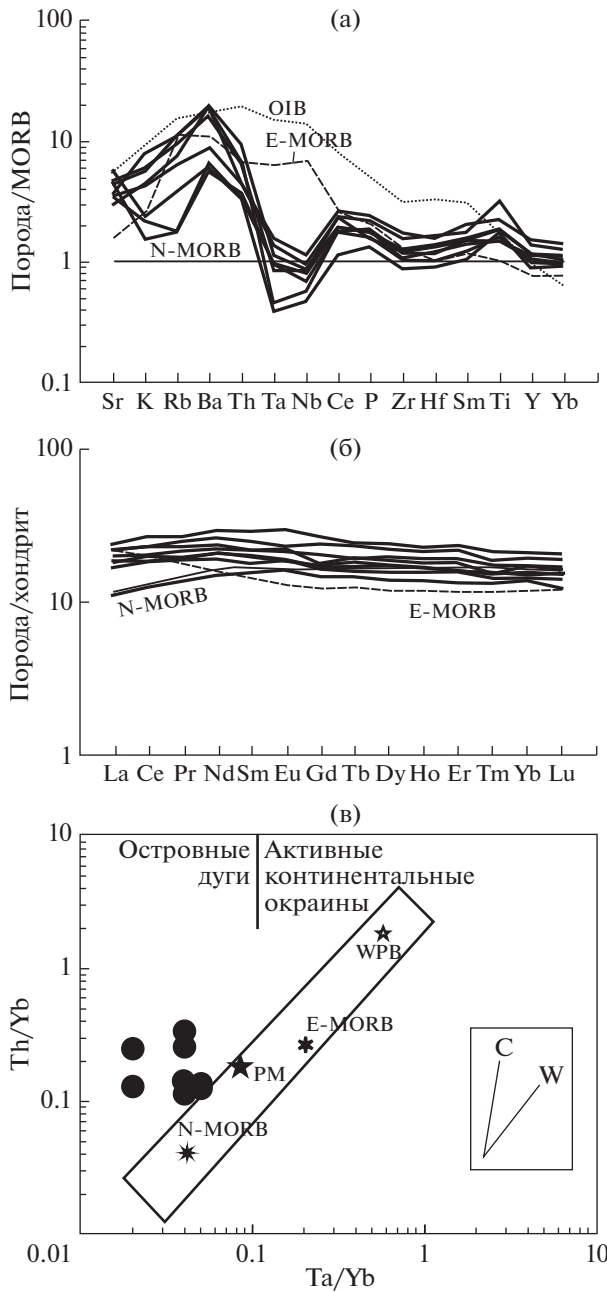 (а)
100
10
1
0.1
Порода/MORB
OIB
E-MORB
N-MORB
Sr K Rb Ba Th Ta Nb Ce P Zr Hf Sm Ti Y Yb
(б)
100
10
1
Порода/хондрит
N-MORB
E-MORB
La Ce Pr Nd Sm Eu Gd Tb Dy Ho Er Tm Yb Lu
(в)
10
1
0.1
Th/Yb
Островные
дуги
Активные
континентальные
окраины
WPB
E-MORB
PM
N-MORB
C
W
0.01 0.1 1 10
Ta/Yb